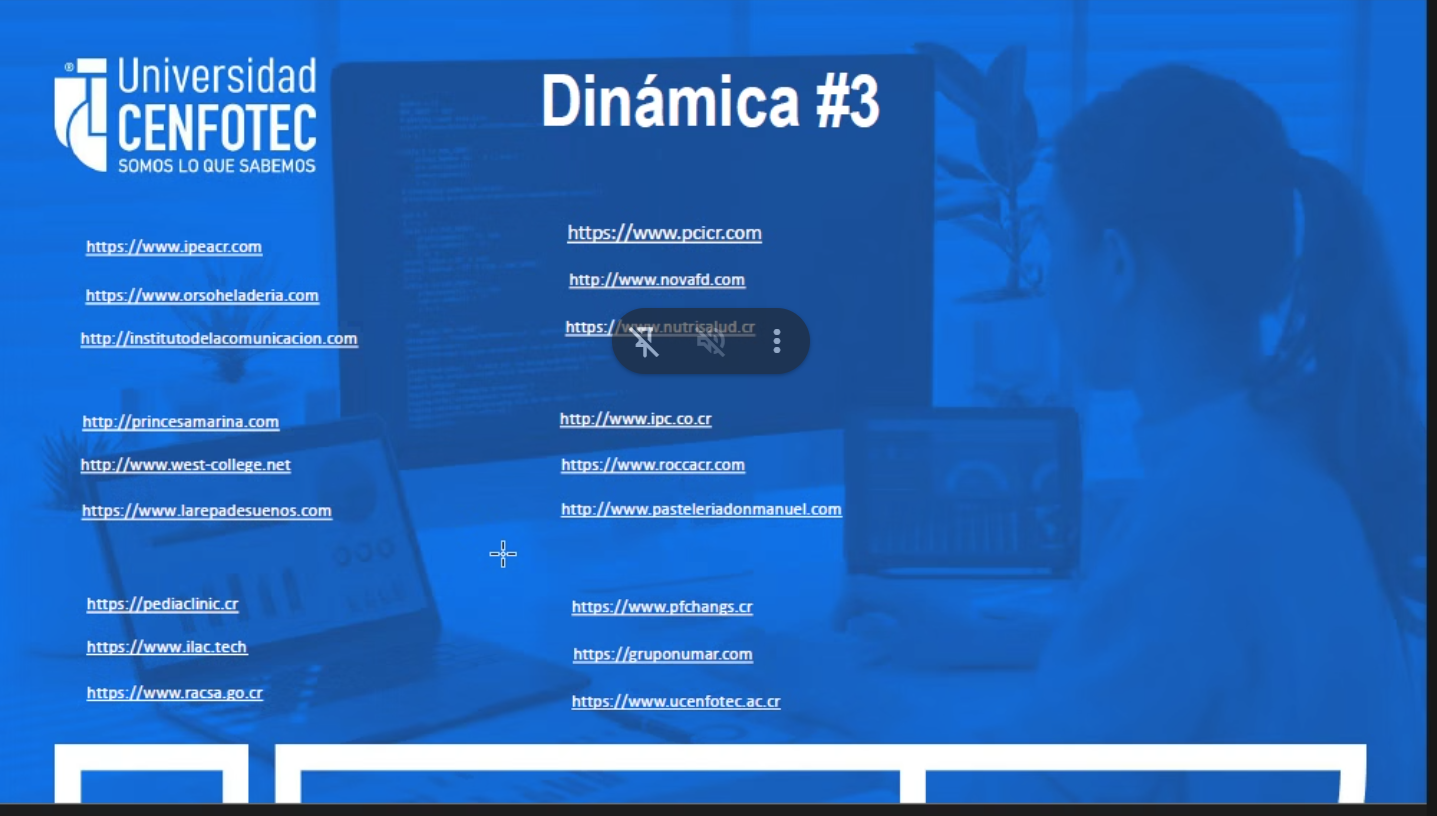 Universidad
CENFOTEC
SOMOS LO QUE SABEMOS
Dinámica #3
https://www.ipeacr.com
https://www.orsoheladeria.com
http://institutodelacomunicacion.com
https://www.pcicr.com
http://www.novafd.com
https://www.nutrisalud.cr
http://princesamarina.com
http://www.west-college.net
https://www.larepadesuenos.com
http://www.ipc.co.cr
https://www.roccacr.com
http://www.pasteleriadonmanuel.com
https://pediaclinic.cr
https://www.ilac.tech
https://www.racsa.go.cr
https://www.pfchangs.cr
https://gruponumar.com
https://www.ucenfotec.ac.cr